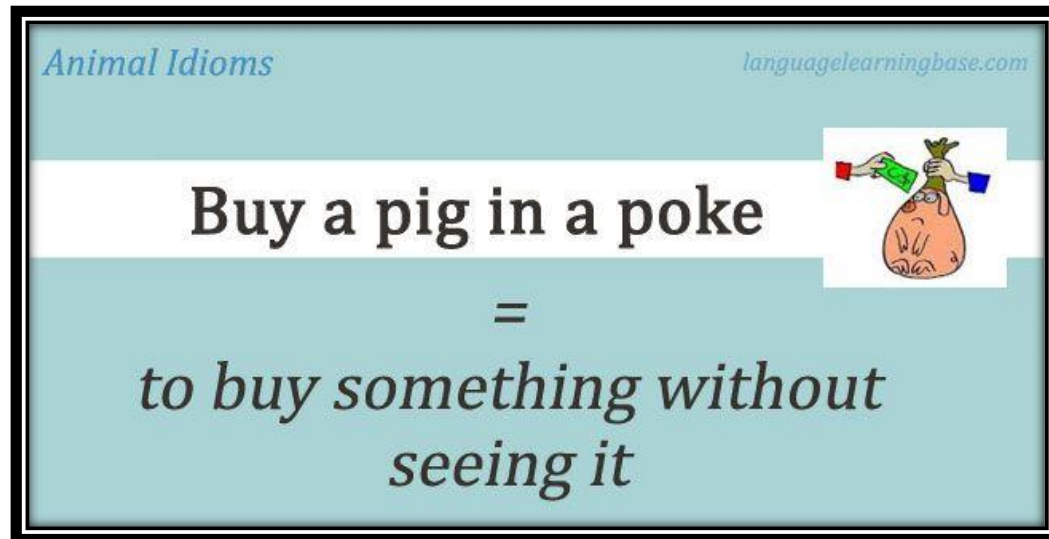 Animal Idioms
languagelearningbase.com
Buy a pig in a poke
=
to buy something without
seeing it